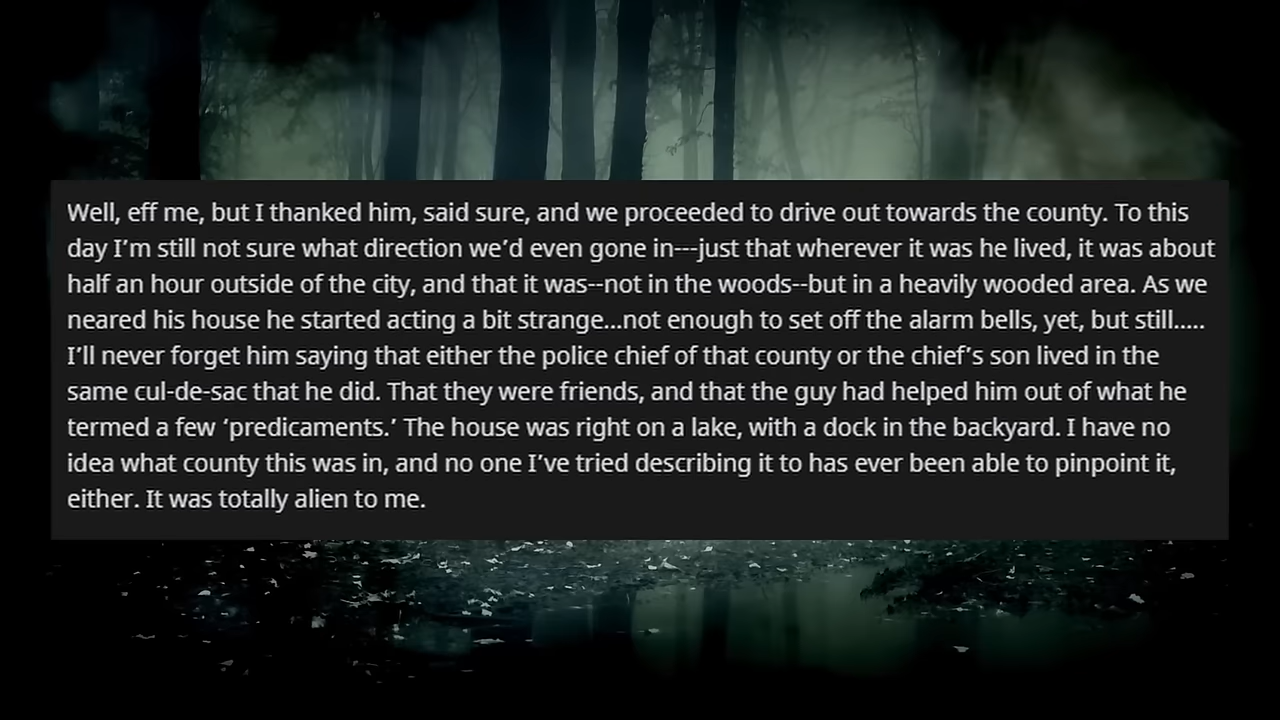 Well, eff me, but I thanked him, said sure, and we proceeded to drive out towards the county. To this
day I’m still not sure what direction we’d even gone in---just that wherever it was he lived, it was about
half an hour outside of the city, and that it was--not in the woods--but in a heavily wooded area. As we
neared his house he started acting a bit strange...not enough to set off the alarm bells, yet, but still.....
I’ll never forget him saying that either the police chief of that county or the chief’s son lived in the
same cul-de-sac that he did. That they were friends, and that the guy had helped him out of what he
termed a few ‘predicaments.’ The house was right on a lake, with a dock in the backyard. I have no
idea what county this was in, and no one I’ve tried describing it to has ever been able to pinpoint it,
either. It was totally alien to me.